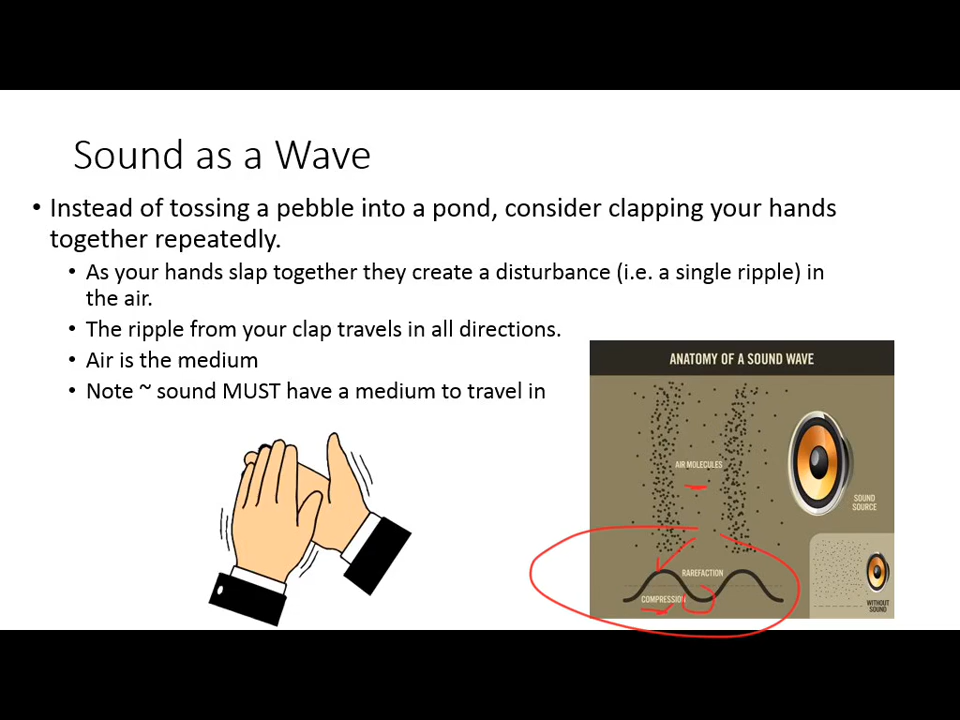 Sound as a Wave
• Instead of tossing a pebble into a pond, consider clapping your hands
together repeatedly.
• As your hands slap together they create a disturbance (i.e. a single ripple) in
the air.
• The ripple from your clap travels in all directions.
• Air is the medium
• Note ~ sound MUST have a medium to travel in
ANATOMY OF A SOUND WAVE
AIR MOLECULES
SOUND
SOURCE
RAREFACTION
COMPRESSION
WITHOUT
SOUND